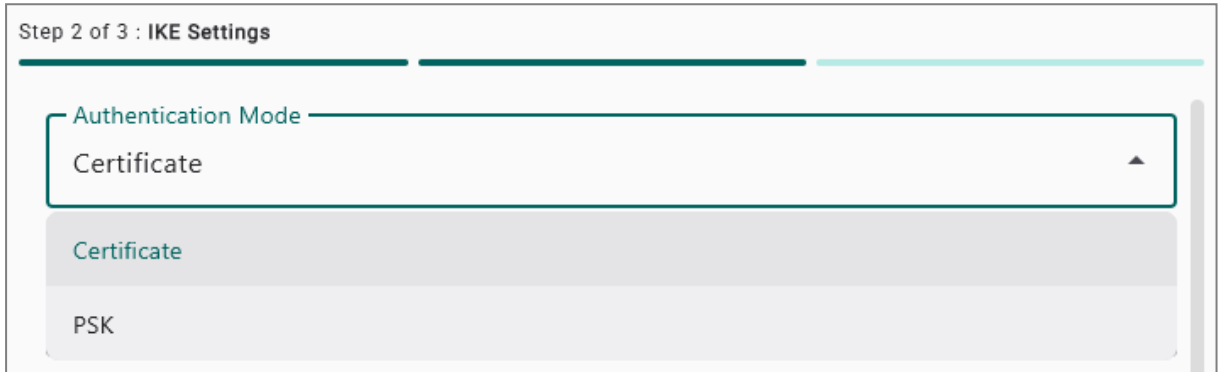 Step 2 of 3 : IKE Settings
Authentication Mode
Certificate
Certificate
PSK